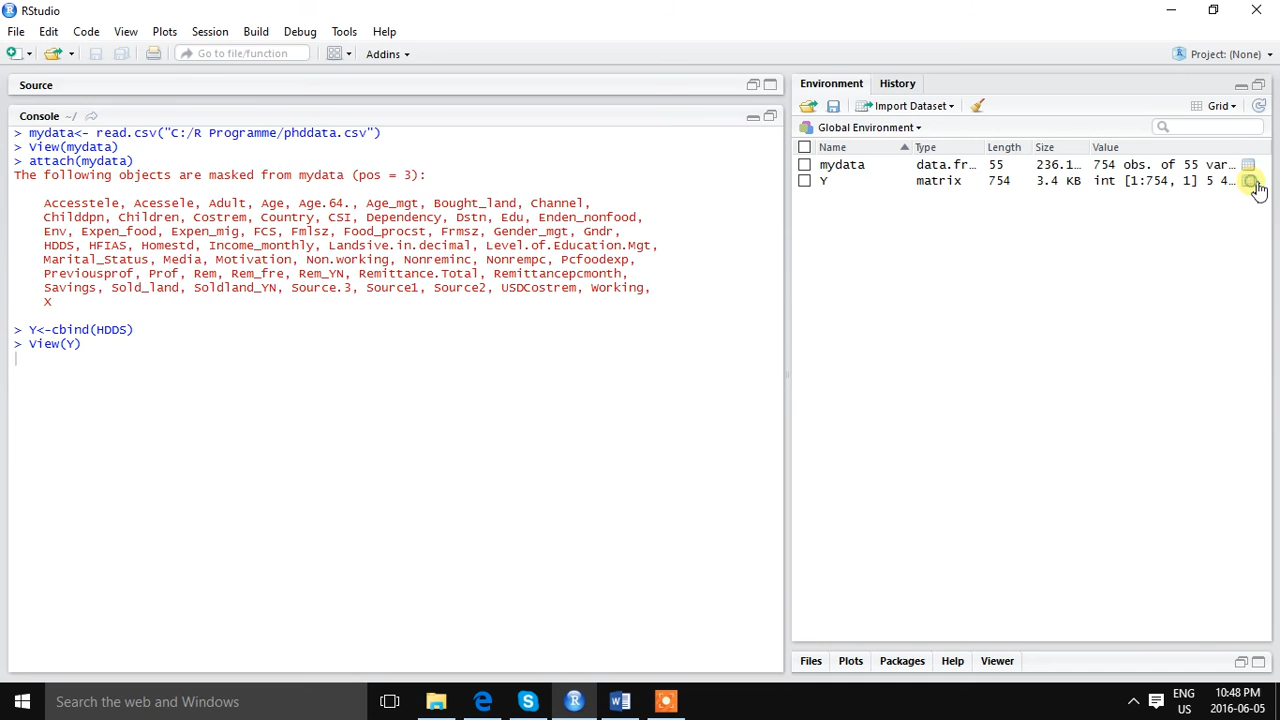 RStudio
File Edit Code View Plots Session Build Debug Tools Help
Go to file/function Addins Project: (None)
Source
Console ~/
> mydata<- read.csv("C:/R Programme/phddata.csv")
> View(mydata)
> attach(mydata)
The following objects are masked from mydata (pos = 3):
Accesstele, Acessele, Adult, Age, Age.64., Age_mgt, Bought_land, Channel,
Childdpn, Children, Costrem, Country, CSI, Dependency, Dstn, Edu, Enden_nonfood,
Env, Expen_food, Expen_mig, FCS, Fmlsz, Food_procst, Frmsz, Gender_mgt, Gndr,
HDDS, HFIAS, Homestd, Income_monthly, Landsive.in.decimal, Level.of.Education.Mgt,
Marital_Status, Media, Motivation, Non.working, Nonreminc, Nonrempc, Pcfoodexp,
Previousprof, Prof, Rem, Rem_fre, Rem_YN, Remittance.Total, Remittancepcmonth,
Savings, Sold_land, Soldland_YN, Source.3, Source1, Source2, USDCostrem, Working,
X
> Y<-cbind(HDDS)
> View(Y)
Environment History
Import Dataset Grid
Global Environment
Name Type Length Size Value
mydata data.fr… 55 236.1… 754 obs. of 55 var…
Y matrix 754 3.4 KB int [1:754, 1] 5 4…
Files Plots Packages Help Viewer
Search the web and Windows
ENG 10:48 PM
US 2016-06-05